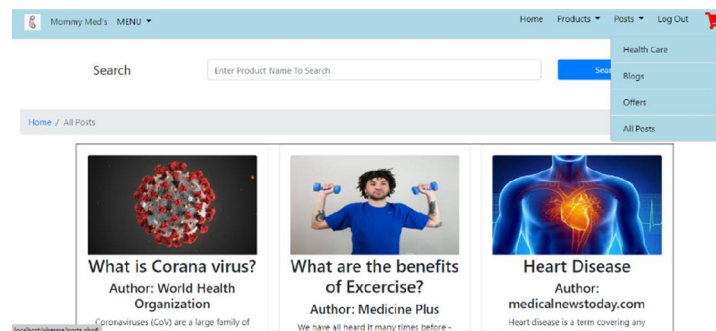 Mommy Med's MENU
Home Products Posts Log Out
Health Care
Blogs
Offers
All Posts
Search
Enter Product Name To Search
Home / All Posts
What is Corana virus?
Author: World Health
Organization
Coronaviruses (CoV) are a large family of
What are the benefits
of Excercise?
Author: Medicine Plus
We have all heard it many times before -
Heart Disease
Author:
medicalnewstoday.com
Heart disease is a term covering any